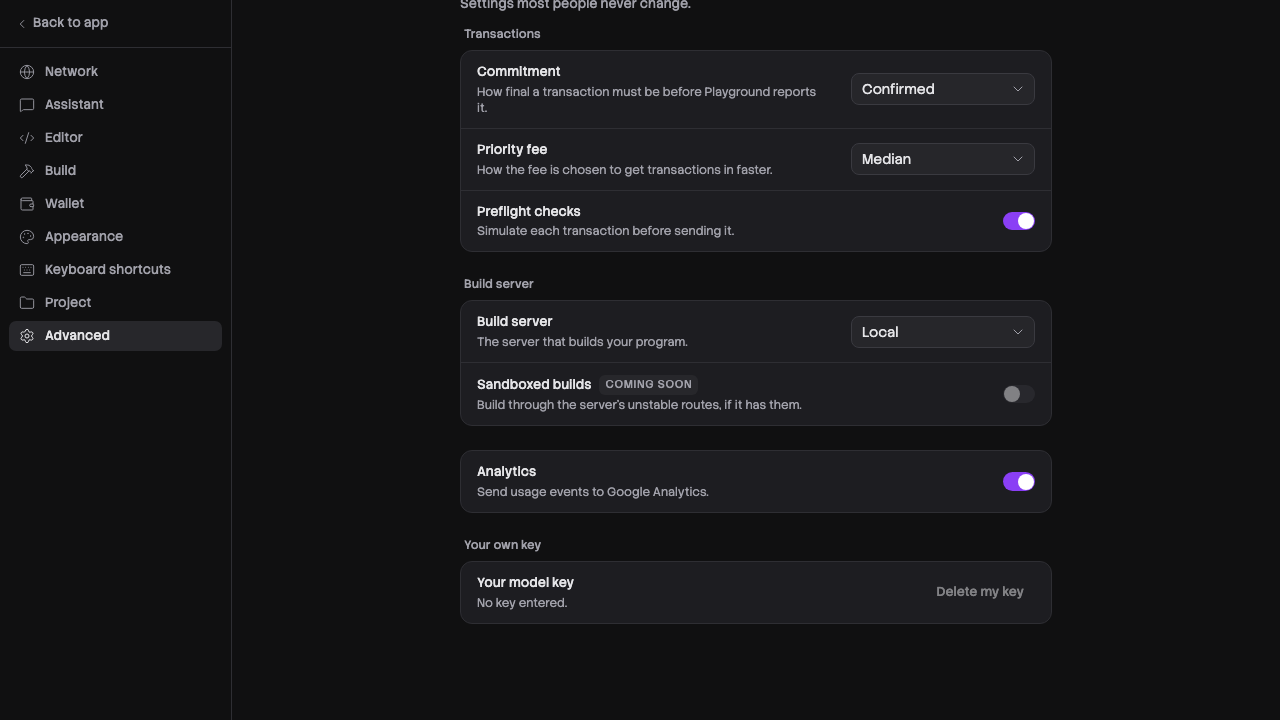 Back to app
Network
Assistant
Editor
Build
Wallet
Appearance
Keyboard shortcuts
Project
Advanced
Settings most people never change.
Transactions
Commitment
How final a transaction must be before Playground reports
it.
Confirmed
Priority fee
How the fee is chosen to get transactions in faster.
Median
Preflight checks
Simulate each transaction before sending it.
Build server
Build server
The server that builds your program.
Local
Sandboxed builds COMING SOON
Build through the server's unstable routes, if it has them.
Analytics
Send usage events to Google Analytics.
Your own key
Your model key
No key entered.
Delete my key